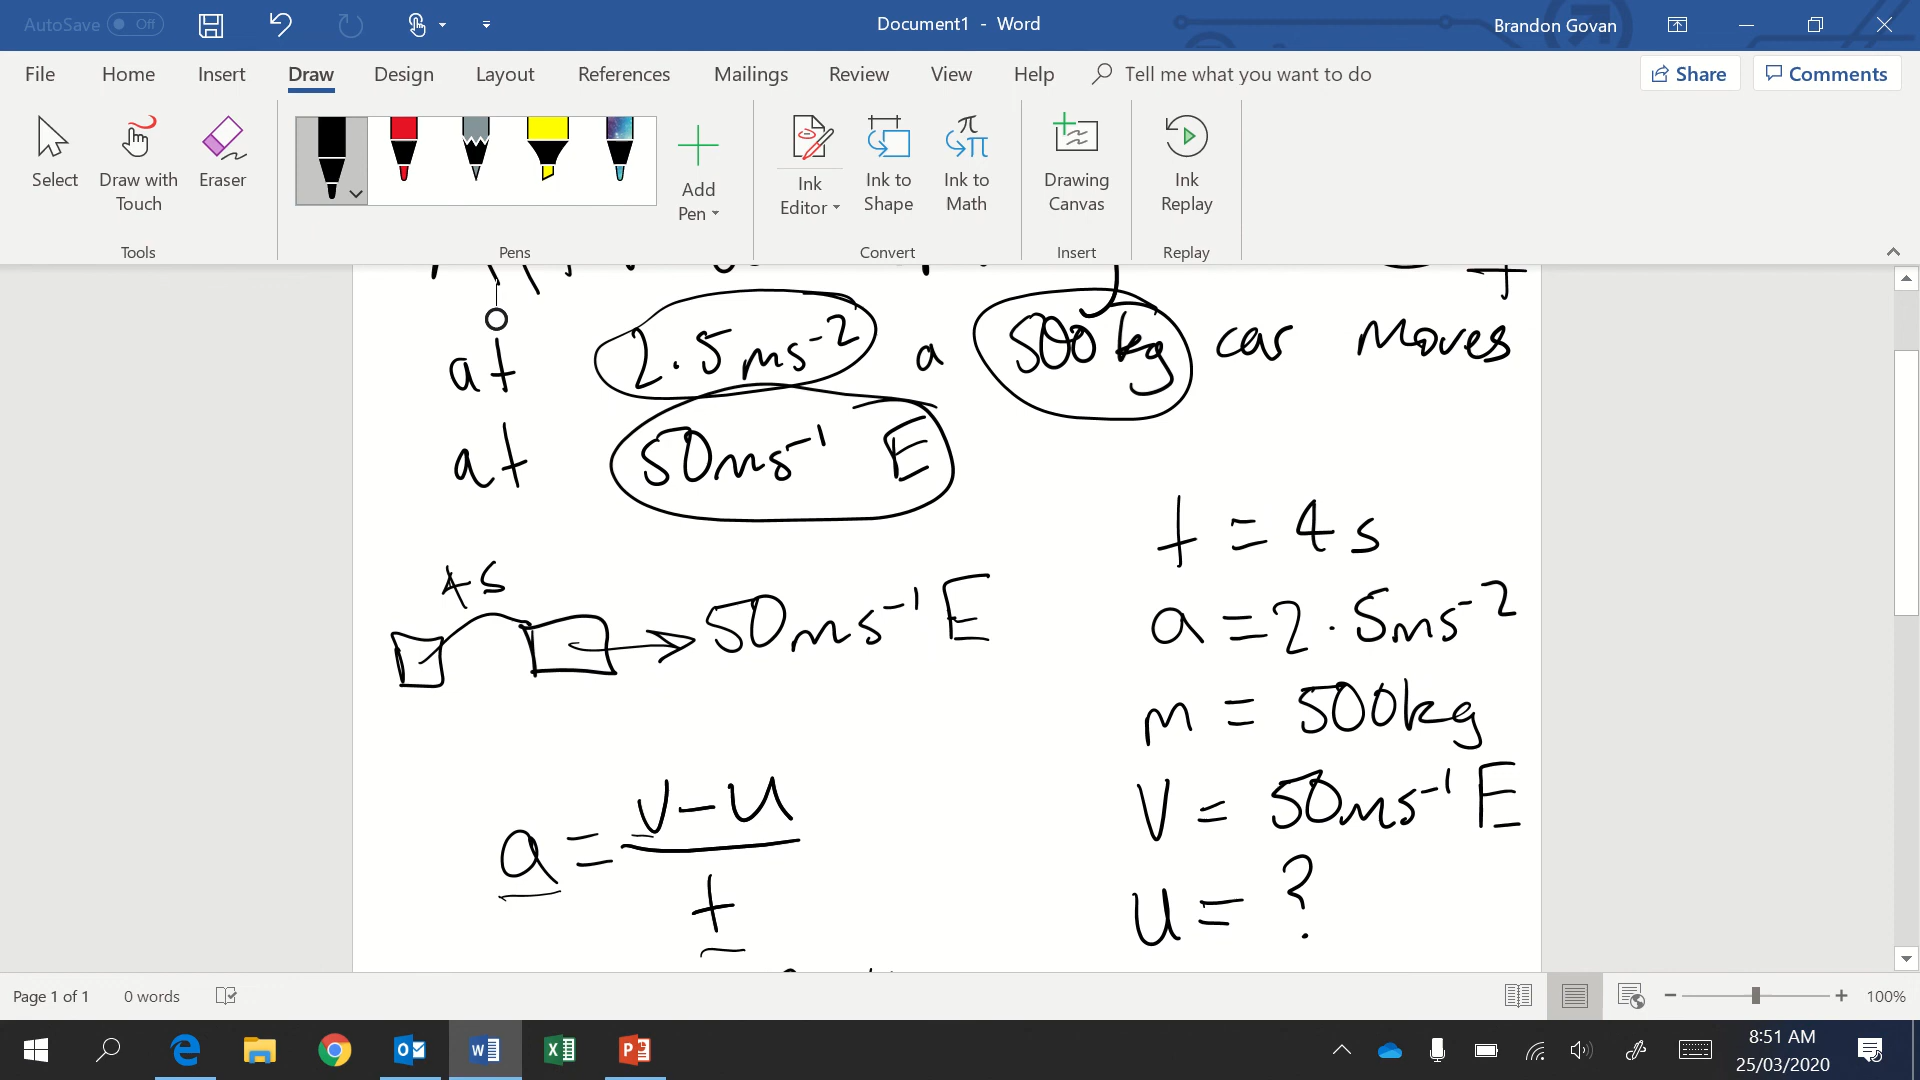 AutoSave Off Document1 - Word Brandon Govan
File Home Insert Draw Design Layout References Mailings Review View Help Tell me what you want to do Share Comments
Select Draw with Touch Eraser Add Pen Ink Editor Ink to Shape Ink to Math Drawing Canvas Ink Replay
Tools Pens Convert Insert Replay
at 2.5ms⁻² a 500kg car moves
at 50ms⁻¹ E
t = 4s
4s
50ms⁻¹ E
a = 2.5ms⁻²
m = 500kg
a = v-u
t
V = 50ms⁻¹ E
u = ?
Page 1 of 1 0 words 100%
8:51 AM
25/03/2020